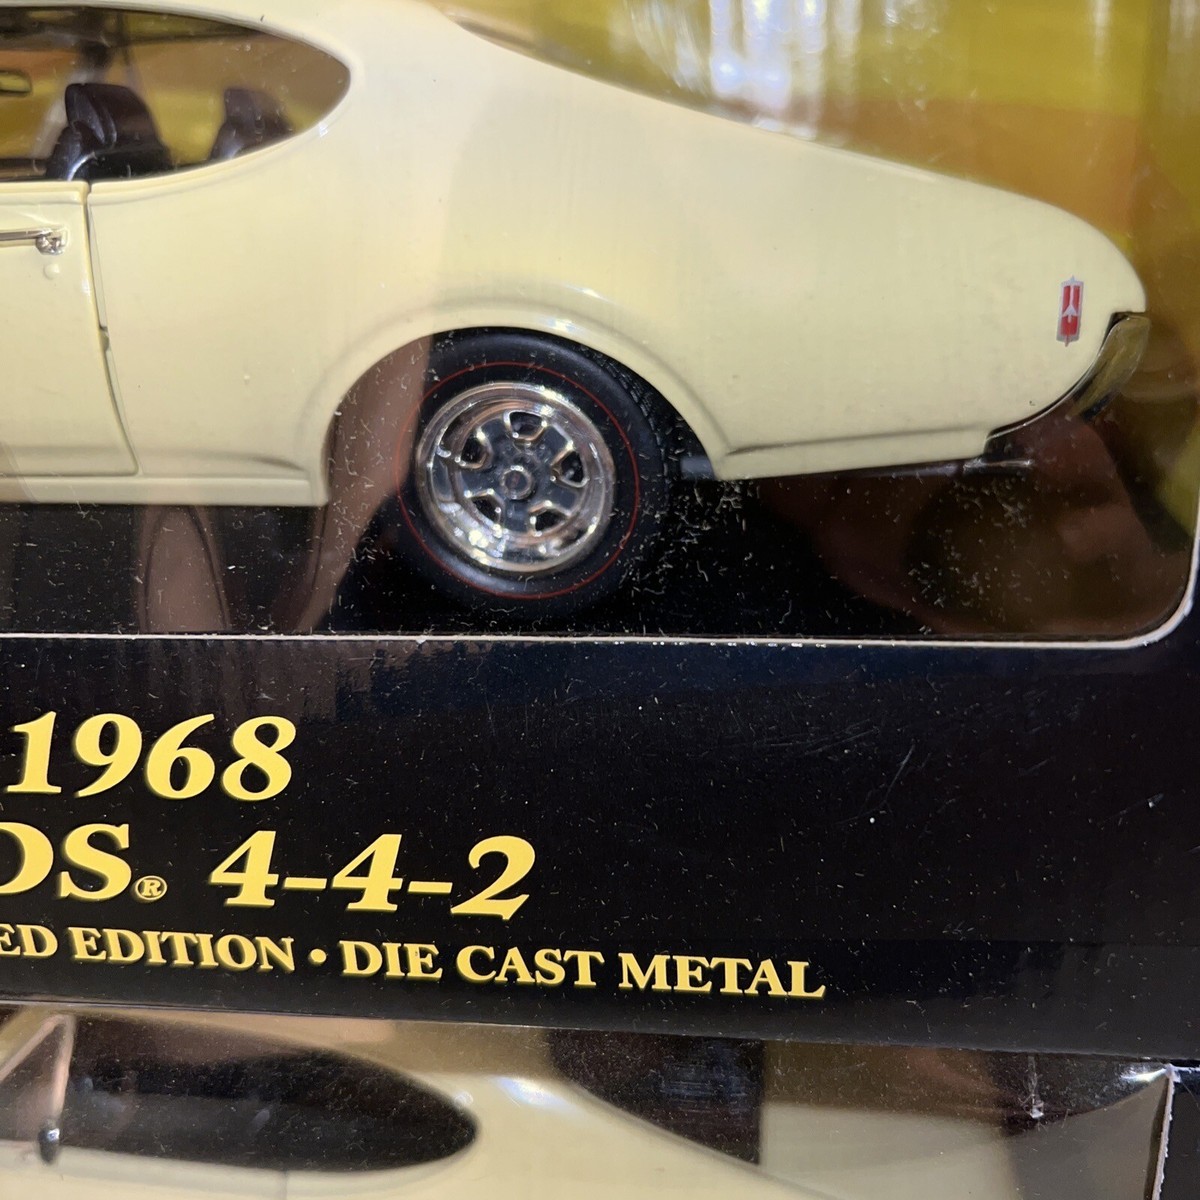 1968
DS® 4-4-2
ED EDITION • DIE CAST METAL